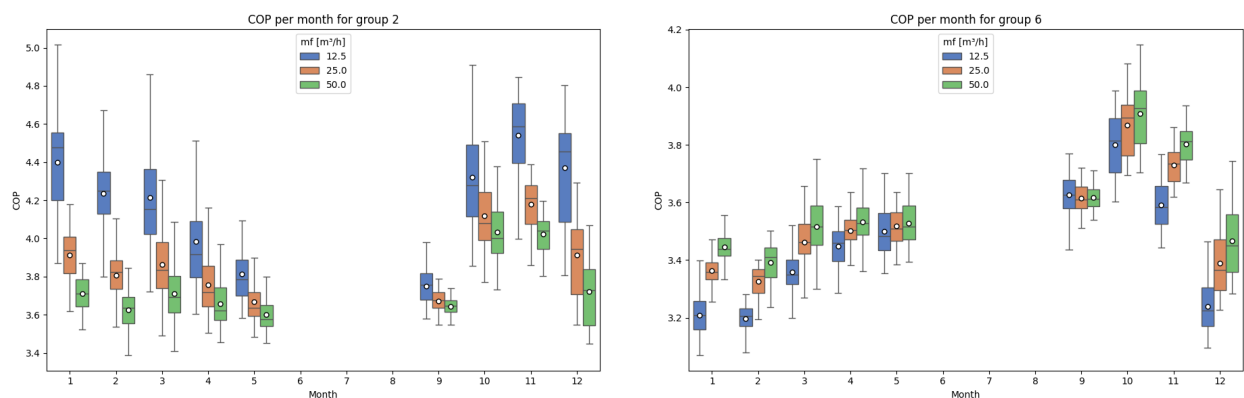 COP per month for group 2
mf [m³/h]
12.5
25.0
50.0
5.0
4.8
4.6
4.4
4.2
4.0
3.8
3.6
3.4
COP
1 2 3 4 5 6 7 8 9 10 11 12
Month
COP per month for group 6
mf [m³/h]
12.5
25.0
50.0
4.2
4.0
3.8
3.6
3.4
3.2
COP
1 2 3 4 5 6 7 8 9 10 11 12
Month